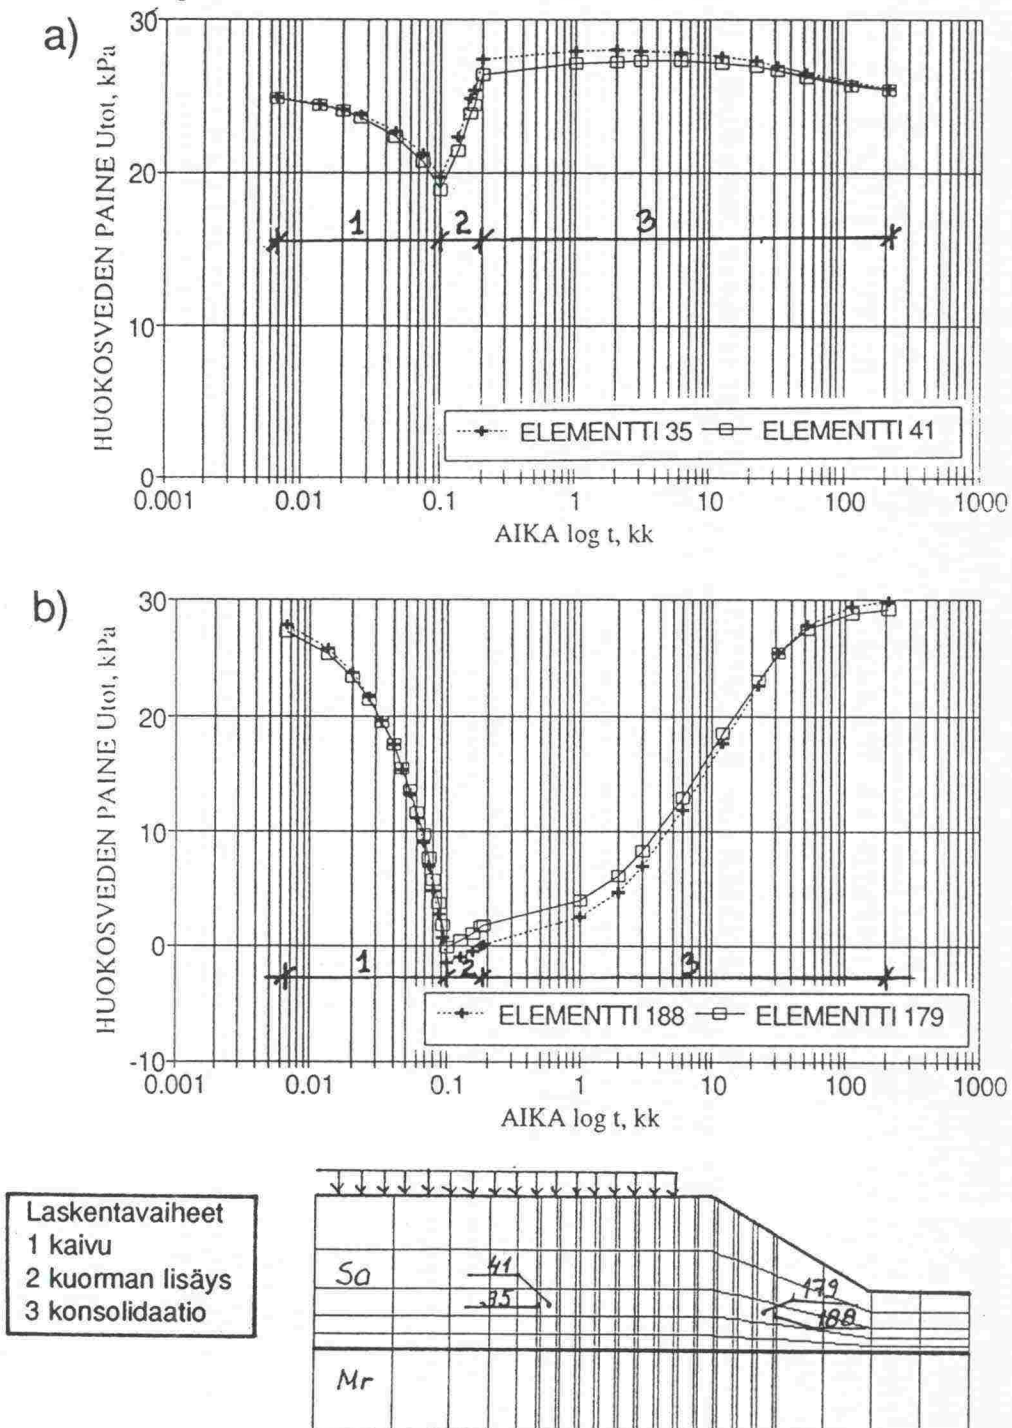 a)
HUOKOSVEDEN PAINE Utot, kPa
30
20
10
0
1 2 3
ELEMENTTI 35 ELEMENTTI 41
0.001 0.01 0.1 1 10 100 1000
AIKA log t, kk
b)
HUOKOSVEDEN PAINE Utot, kPa
30
20
10
0
-10
1 2 3
ELEMENTTI 188 ELEMENTTI 179
0.001 0.01 0.1 1 10 100 1000
AIKA log t, kk
Laskentavaiheet
1 kaivu
2 kuorman lisäys
3 konsolidaatio
Sa
41
35
179
188
Mr